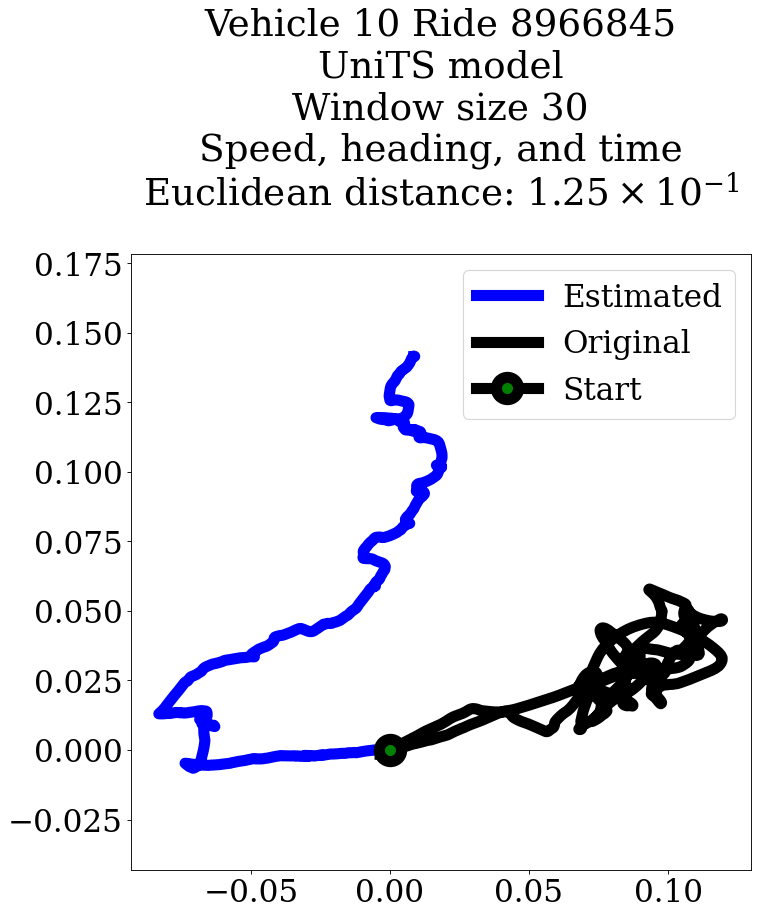 Vehicle 10 Ride 8966845
UniTS model
Window size 30
Speed, heading, and time
Euclidean distance: 1.25 × 10⁻¹
0.175
0.150
0.125
0.100
0.075
0.050
0.025
0.000
−0.025
Estimated
Original
Start
−0.05 0.00 0.05 0.10